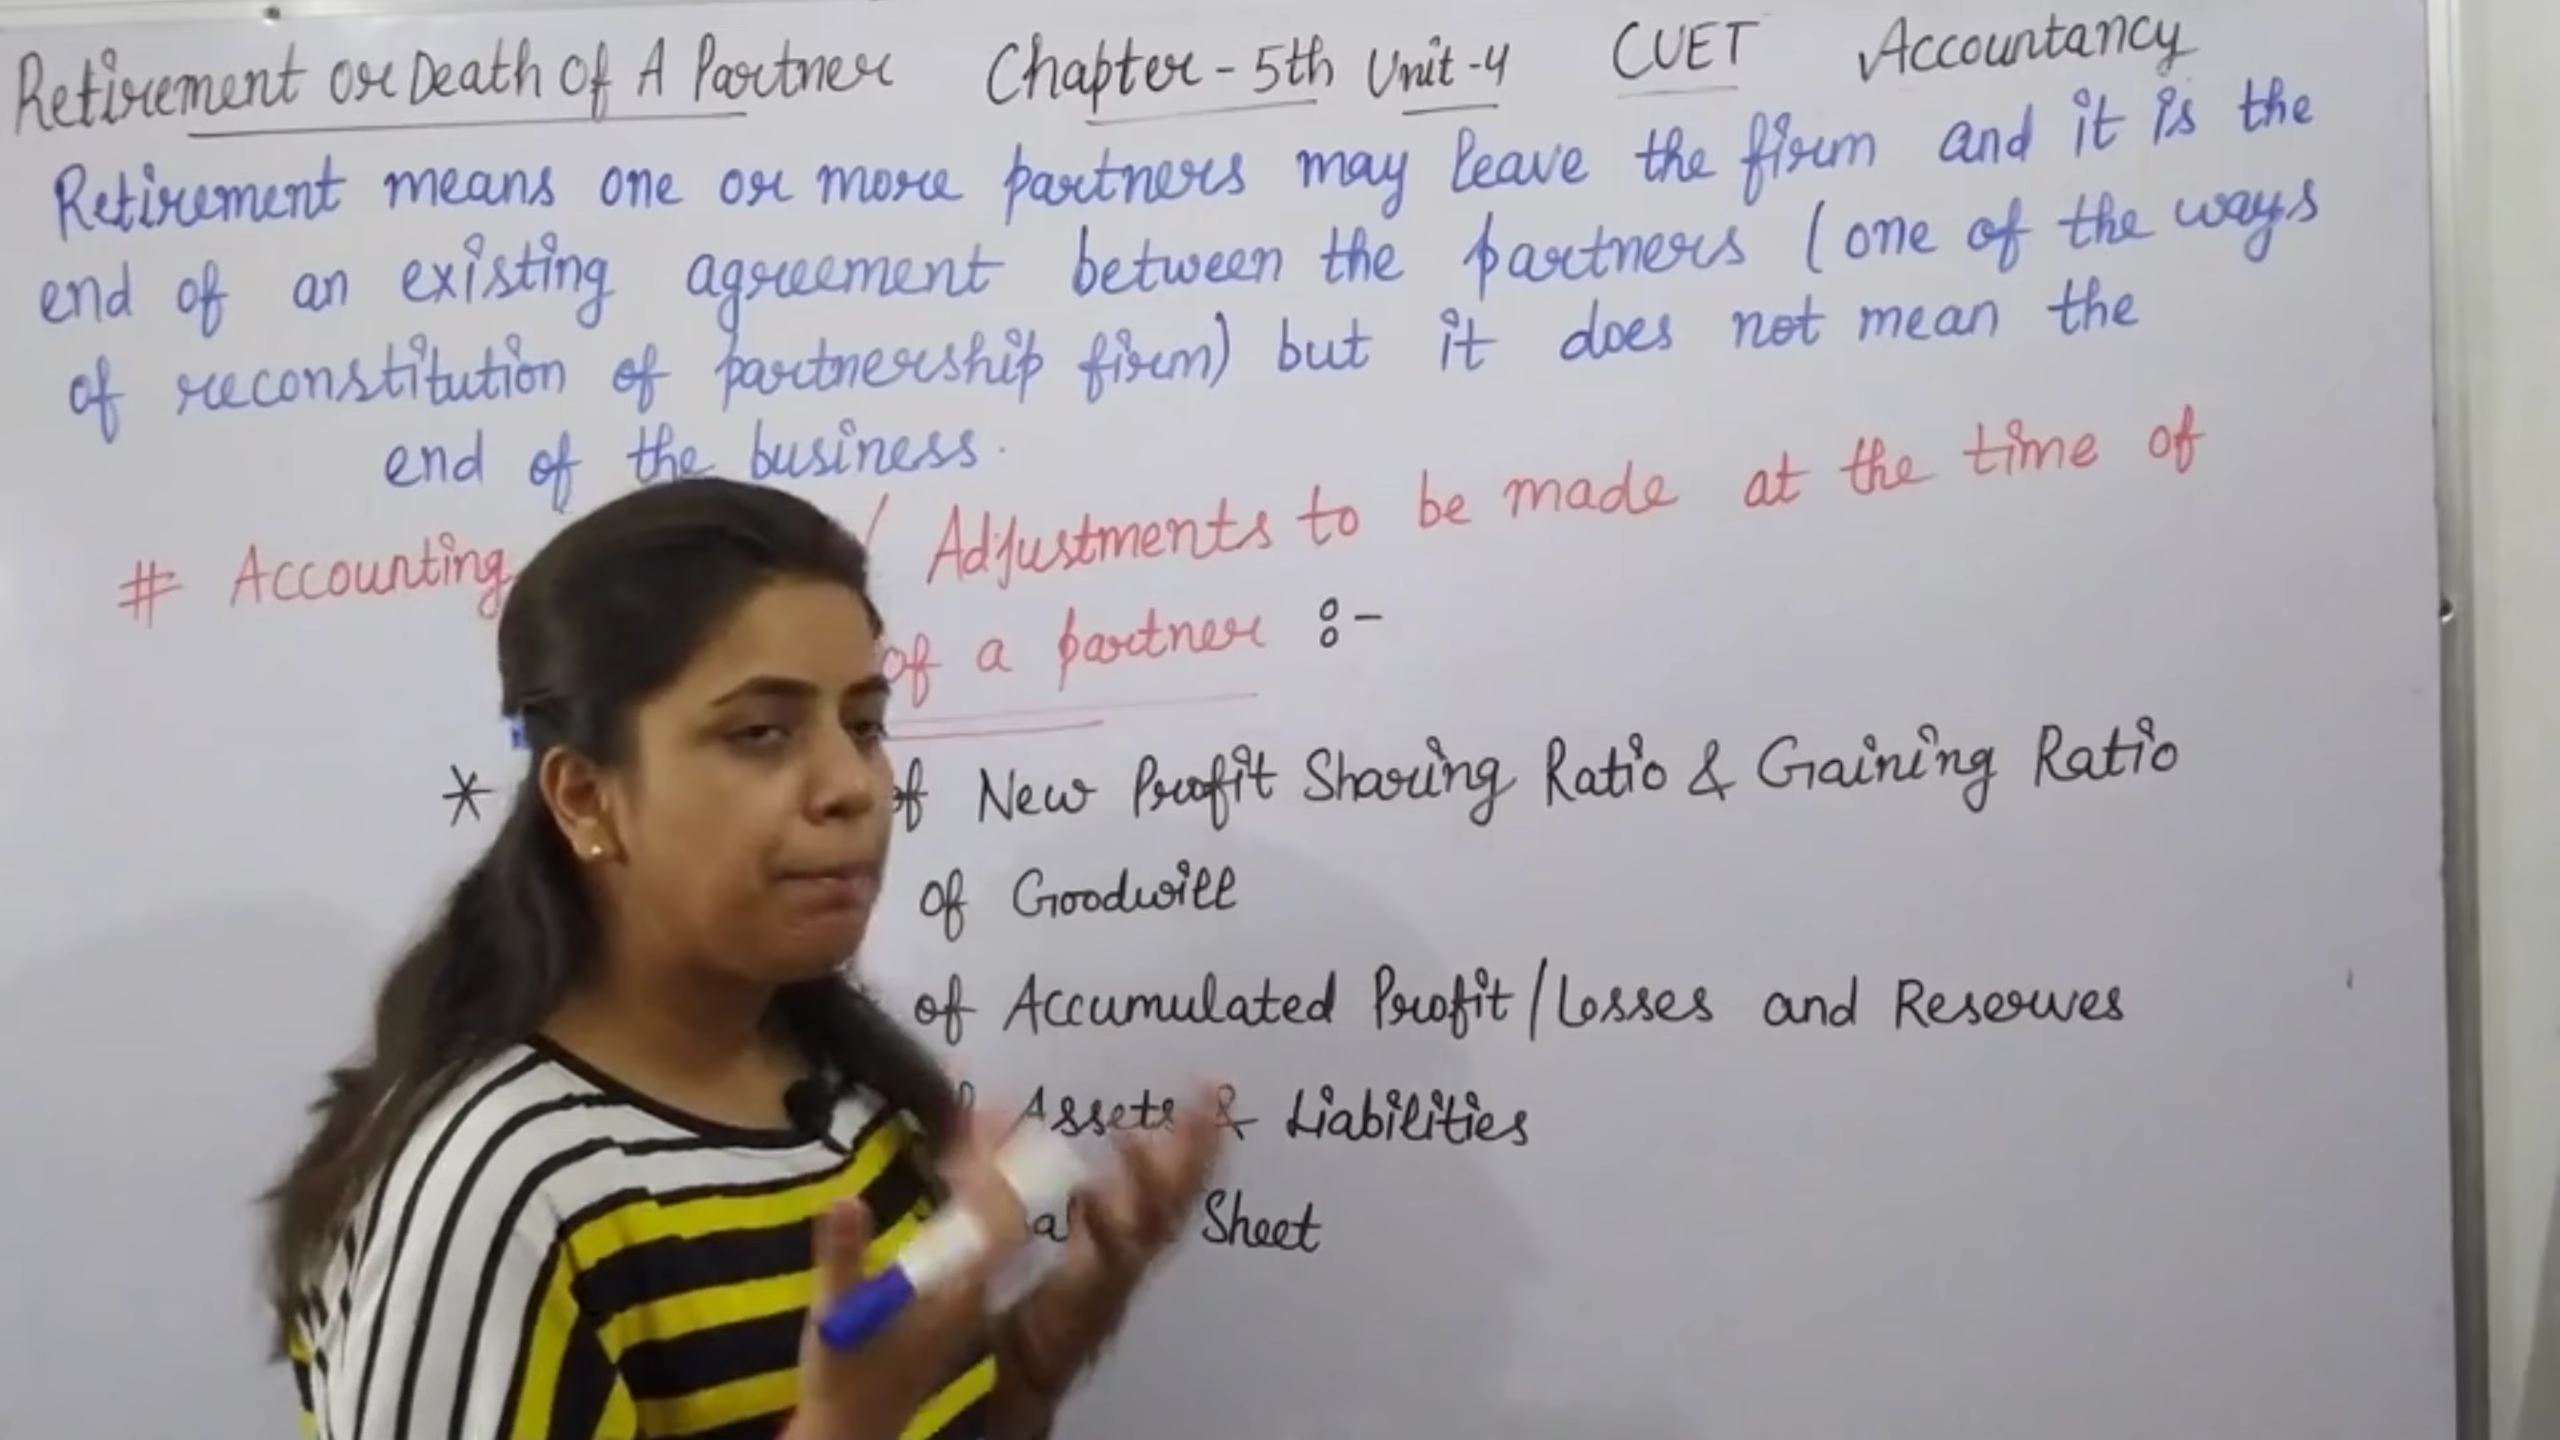 Retirement or Death Of A Partner Chapter - 5th Unit-4 CUET Accountancy
Retirement means one or more partners may leave the firm and it is the
end of an existing agreement between the partners (one of the ways
of reconstitution of partnership firm) but it does not mean the
end of the business.
# Accounting / Adjustments to be made at the time of
of a partner :-
* of New Profit Sharing Ratio & Gaining Ratio
of Goodwill
of Accumulated Profit/Losses and Reserves
Assets & Liabilities
Sheet